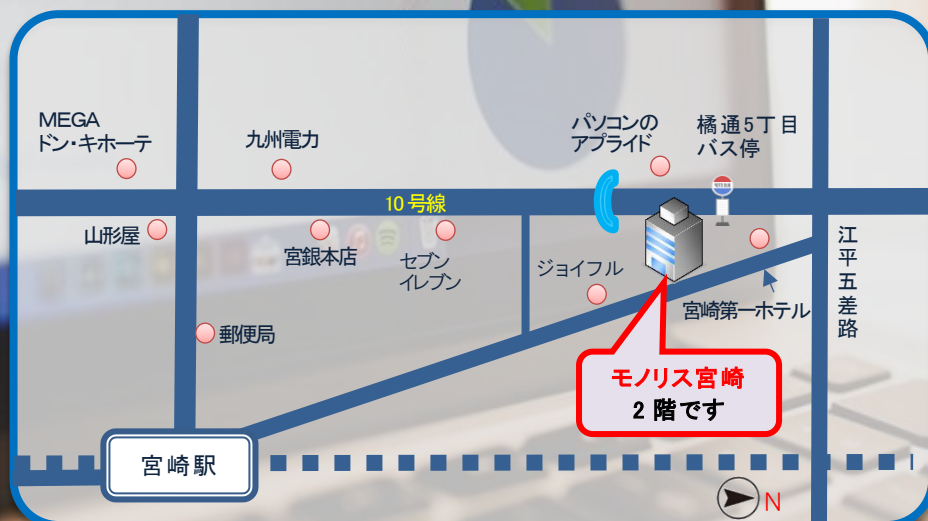 MEGA
ドン・キホーテ
九州電力
パソコンの
アプライド
橘通5丁目
バス停
10号線
山形屋
宮銀本店
セブン
イレブン
ジョイフル
江平五差路
宮崎第一ホテル
郵便局
モノリス宮崎
2階です
宮崎駅
N